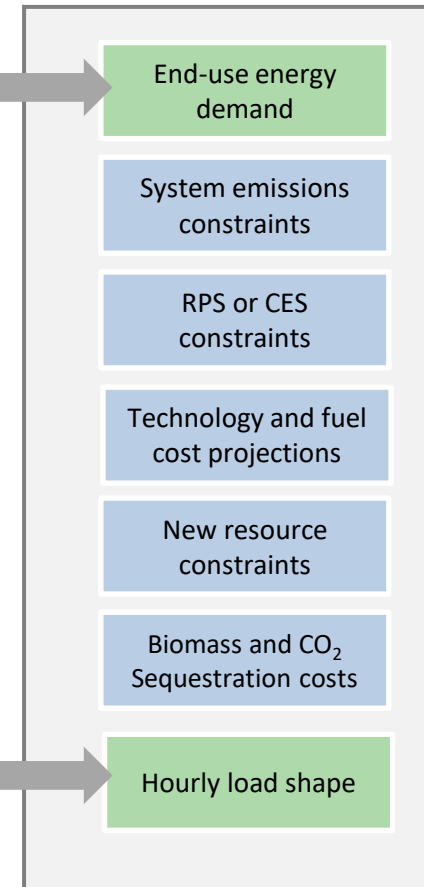 End-use energy
demand
System emissions
constraints
RPS or CES
constraints
Technology and fuel
cost projections
New resource
constraints
Biomass and CO₂
Sequestration costs
Hourly load shape